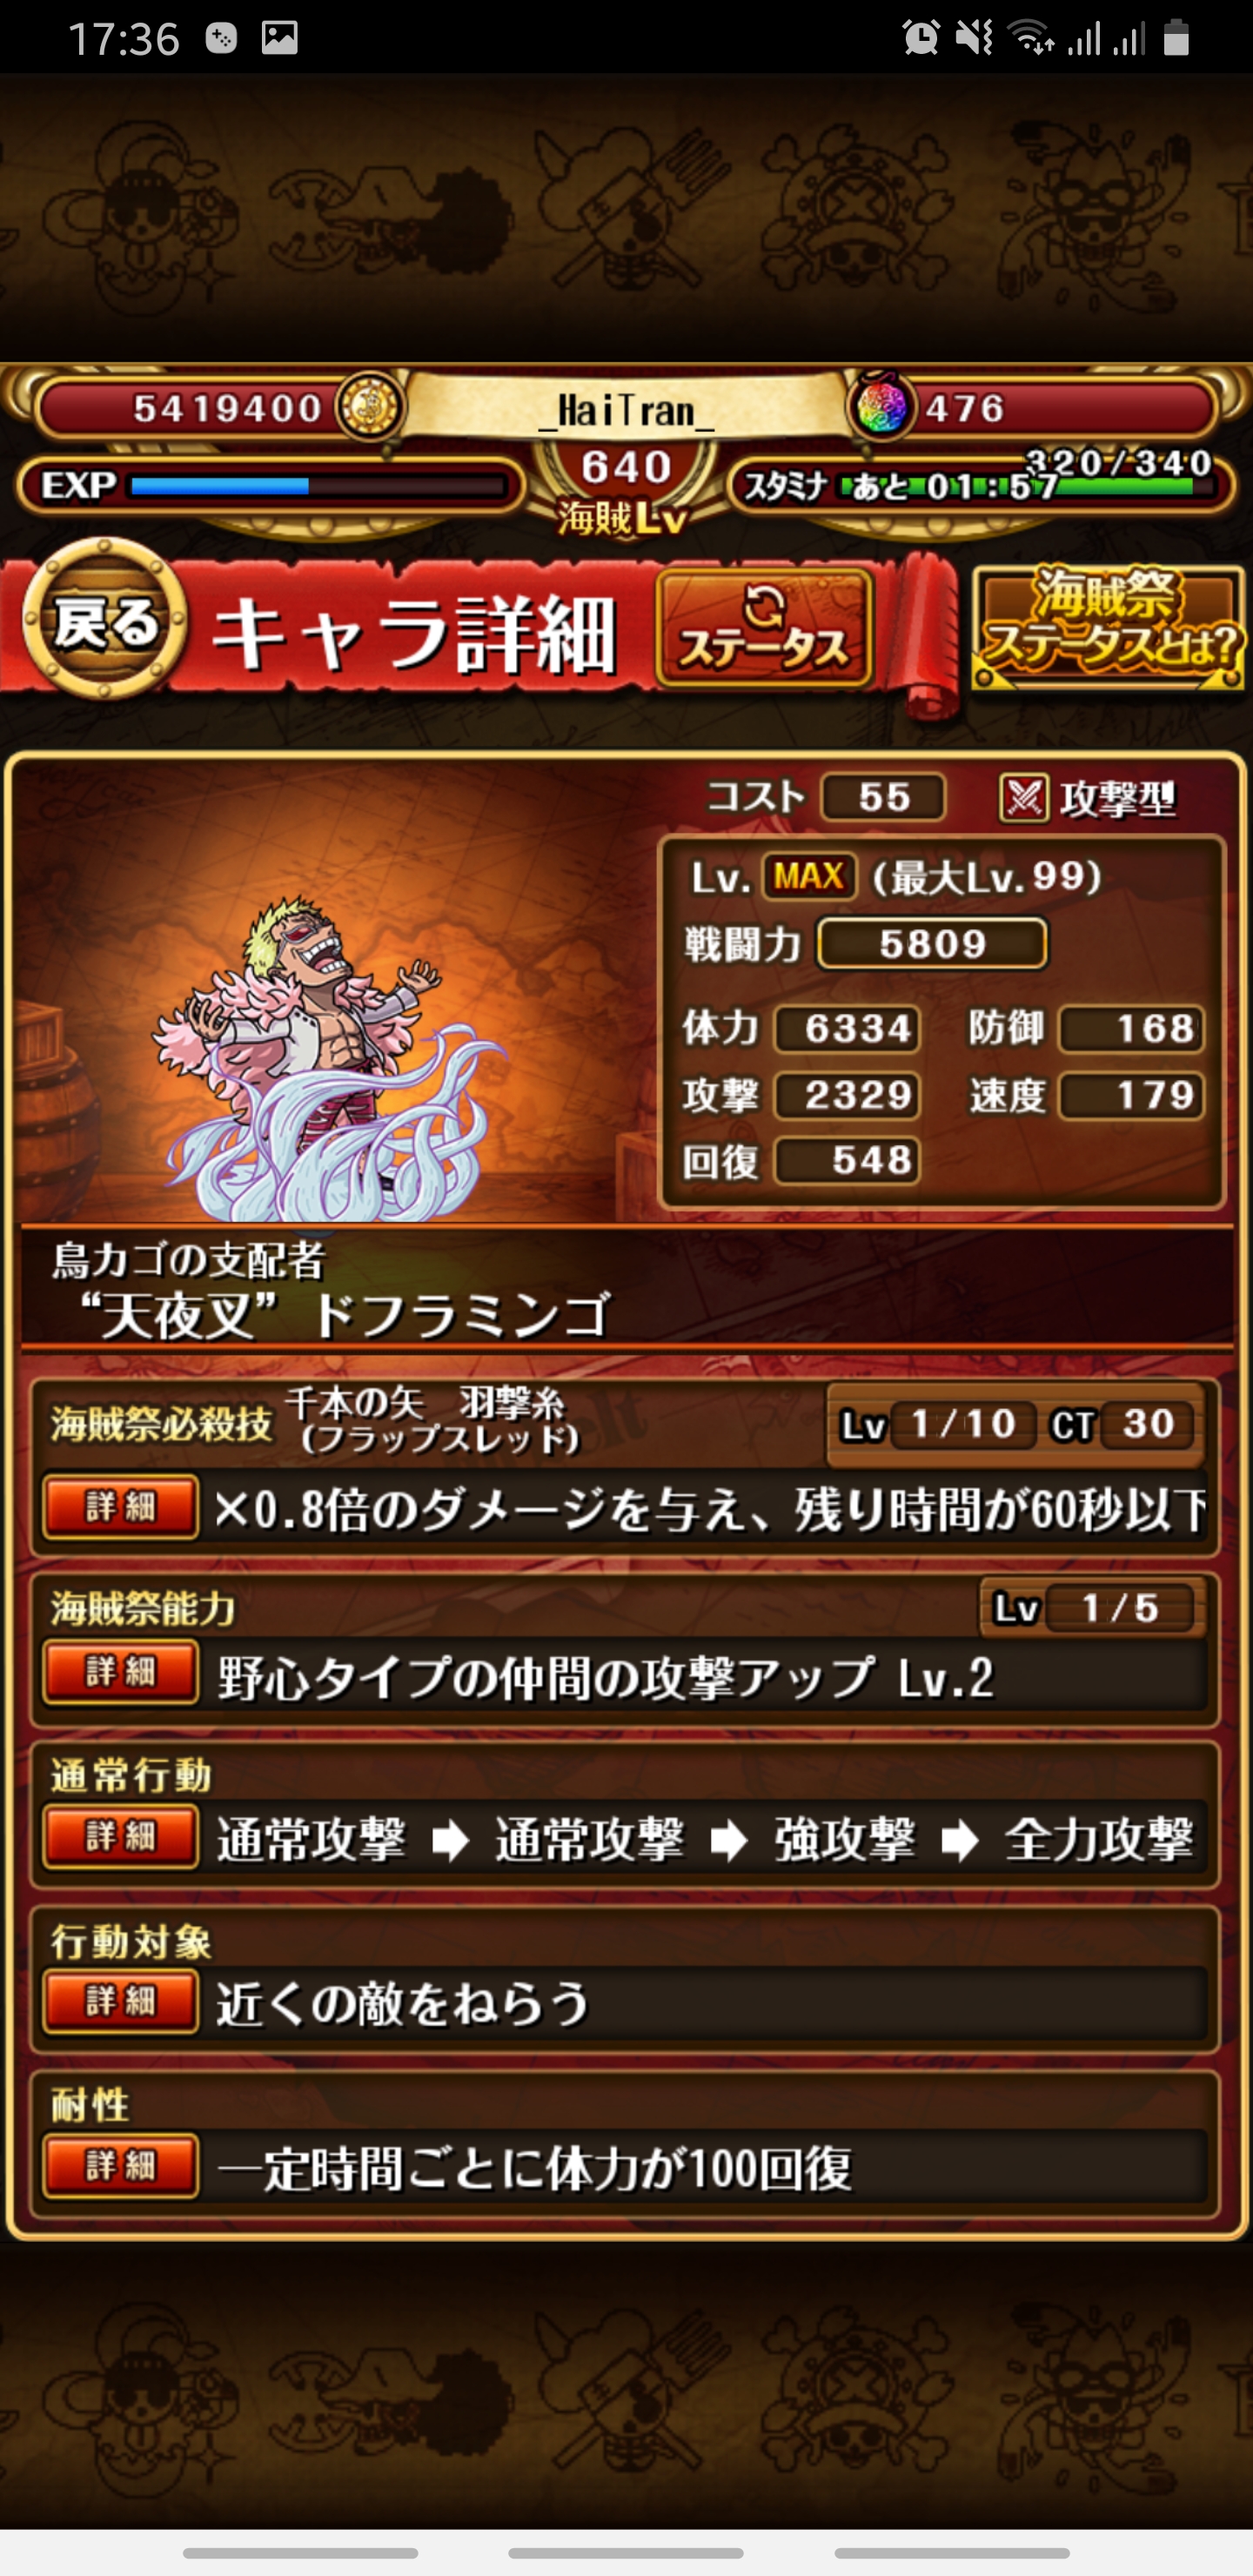 17:36
5419400
_HaiTran_
476
EXP
640
海賊Lv
スタミナ あと 01:57
320/340
戻る
キャラ詳細
ステータス
海賊祭
ステータスとは?
コスト 55
攻撃型
Lv. MAX (最大Lv.99)
戦闘力 5809
体力 6334 防御 168
攻撃 2329 速度 179
回復 548
鳥カゴの支配者
“天夜叉” ドフラミンゴ
海賊祭必殺技
千本の矢 羽撃糸
(フラップスレッド)
Lv 1/10 CT 30
詳細 ×0.8倍のダメージを与え、残り時間が60秒以下
海賊祭能力 Lv 1/5
詳細 野心タイプの仲間の攻撃アップ Lv.2
通常行動
詳細 通常攻撃 ➡ 通常攻撃 ➡ 強攻撃 ➡ 全力攻撃
行動対象
詳細 近くの敵をねらう
耐性
詳細 一定時間ごとに体力が100回復